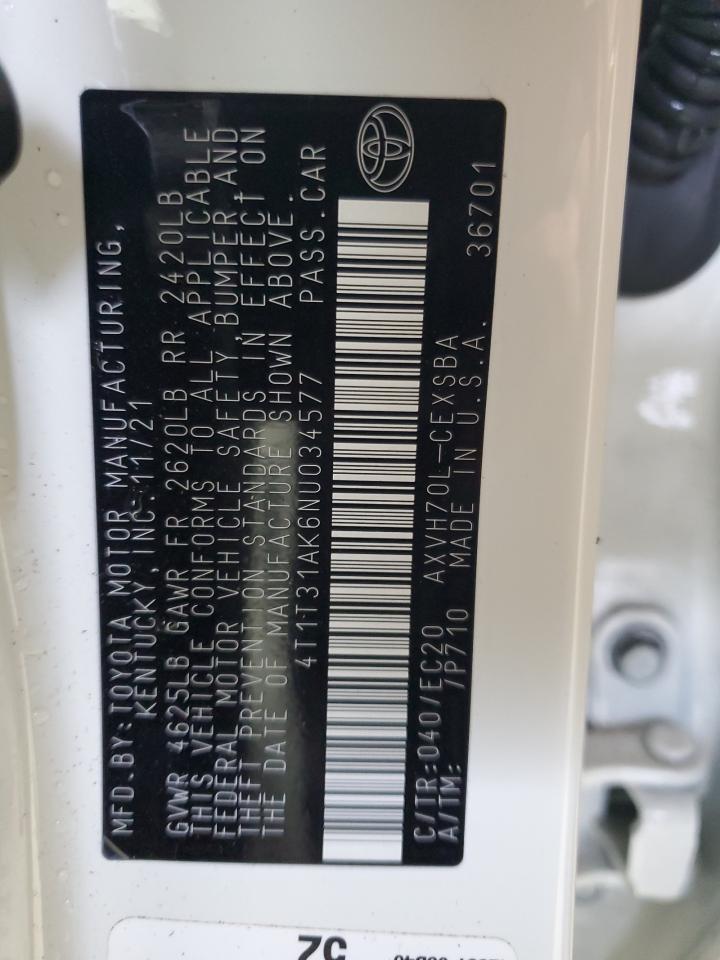 MFD.BY:TOYOTA MOTOR MANUFACTURING,
KENTUCKY,INC. 11/21
GVWR 4625LB GAWR FR 2620LB RR 2420LB
THIS VEHICLE CONFORMS TO ALL APPLICABLE
FEDERAL MOTOR VEHICLE SAFETY,BUMPER,AND
THEFT PREVENTION STANDARDS IN EFFECT ON
THE DATE OF MANUFACTURE SHOWN ABOVE.
4T1T31AK6NU034577 PASS.CAR
C/TR:040/EC20 AXVH70L-CEXSBA
A/TM: 7P710 MADE IN U.S.A. 36701